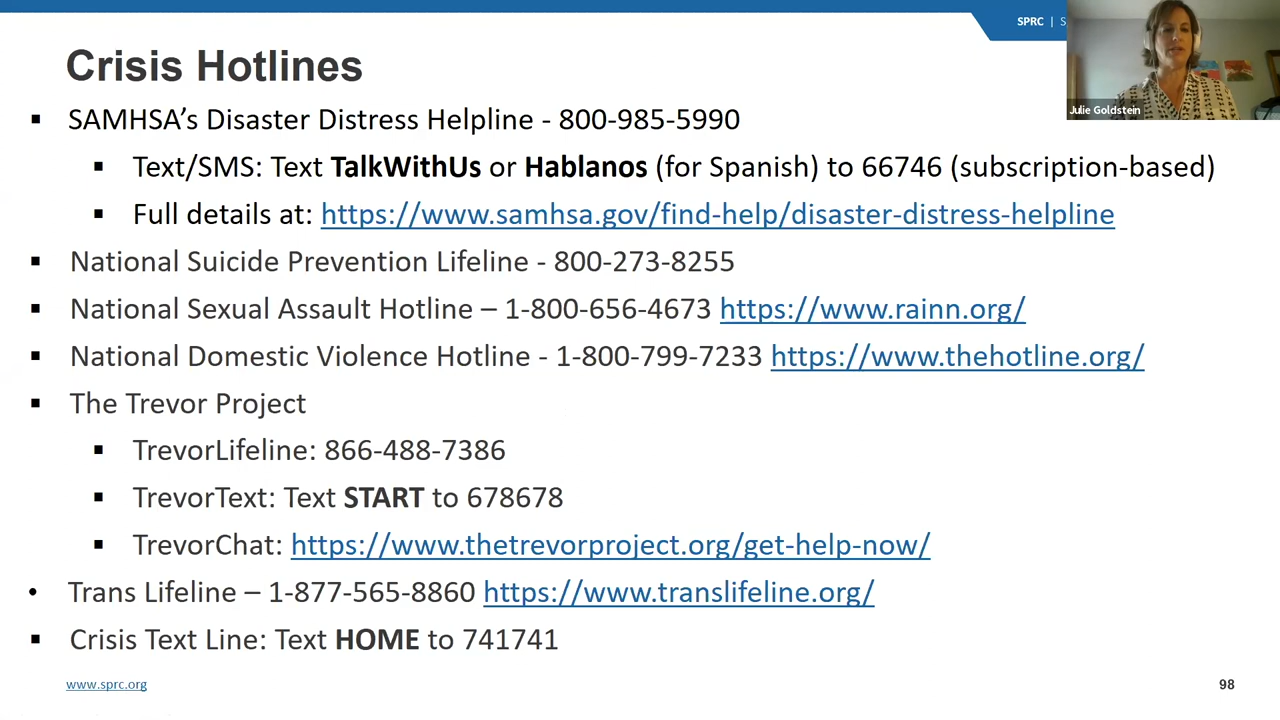 SPRC | S
Julie Goldstein
Crisis Hotlines
▪ SAMHSA’s Disaster Distress Helpline - 800-985-5990
▪ Text/SMS: Text TalkWithUs or Hablanos (for Spanish) to 66746 (subscription-based)
▪ Full details at: https://www.samhsa.gov/find-help/disaster-distress-helpline
▪ National Suicide Prevention Lifeline - 800-273-8255
▪ National Sexual Assault Hotline – 1-800-656-4673 https://www.rainn.org/
▪ National Domestic Violence Hotline - 1-800-799-7233 https://www.thehotline.org/
▪ The Trevor Project
▪ TrevorLifeline: 866-488-7386
▪ TrevorText: Text START to 678678
▪ TrevorChat: https://www.thetrevorproject.org/get-help-now/
• Trans Lifeline – 1-877-565-8860 https://www.translifeline.org/
▪ Crisis Text Line: Text HOME to 741741
www.sprc.org
98